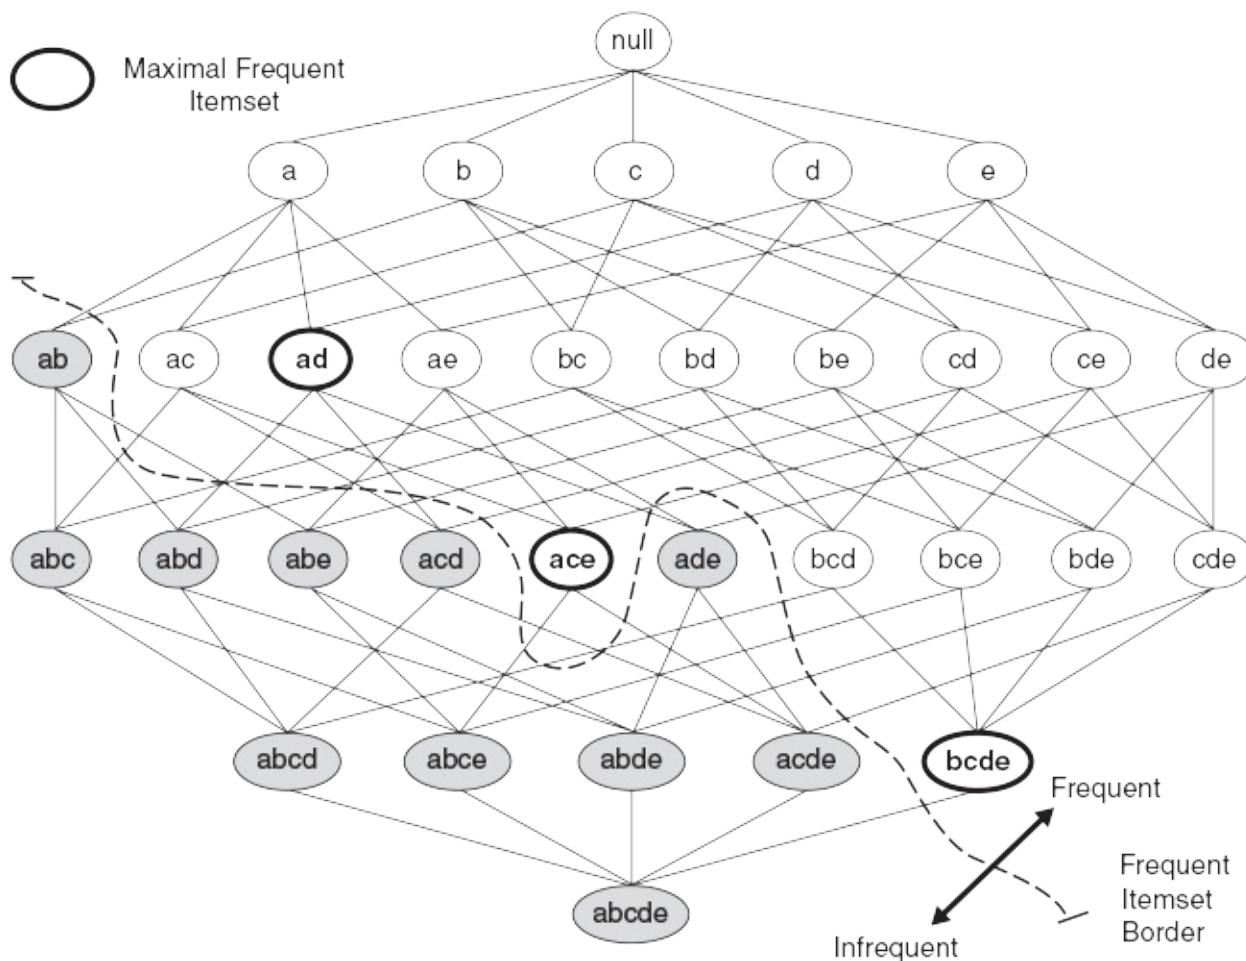 null
Maximal Frequent
Itemset
a b c d e
ab ac ad ae bc bd be cd ce de
abc abd abe acd ace ade bcd bce bde cde
abcd abce abde acde bcde
Frequent
Frequent
Itemset
Border
abcde
Infrequent